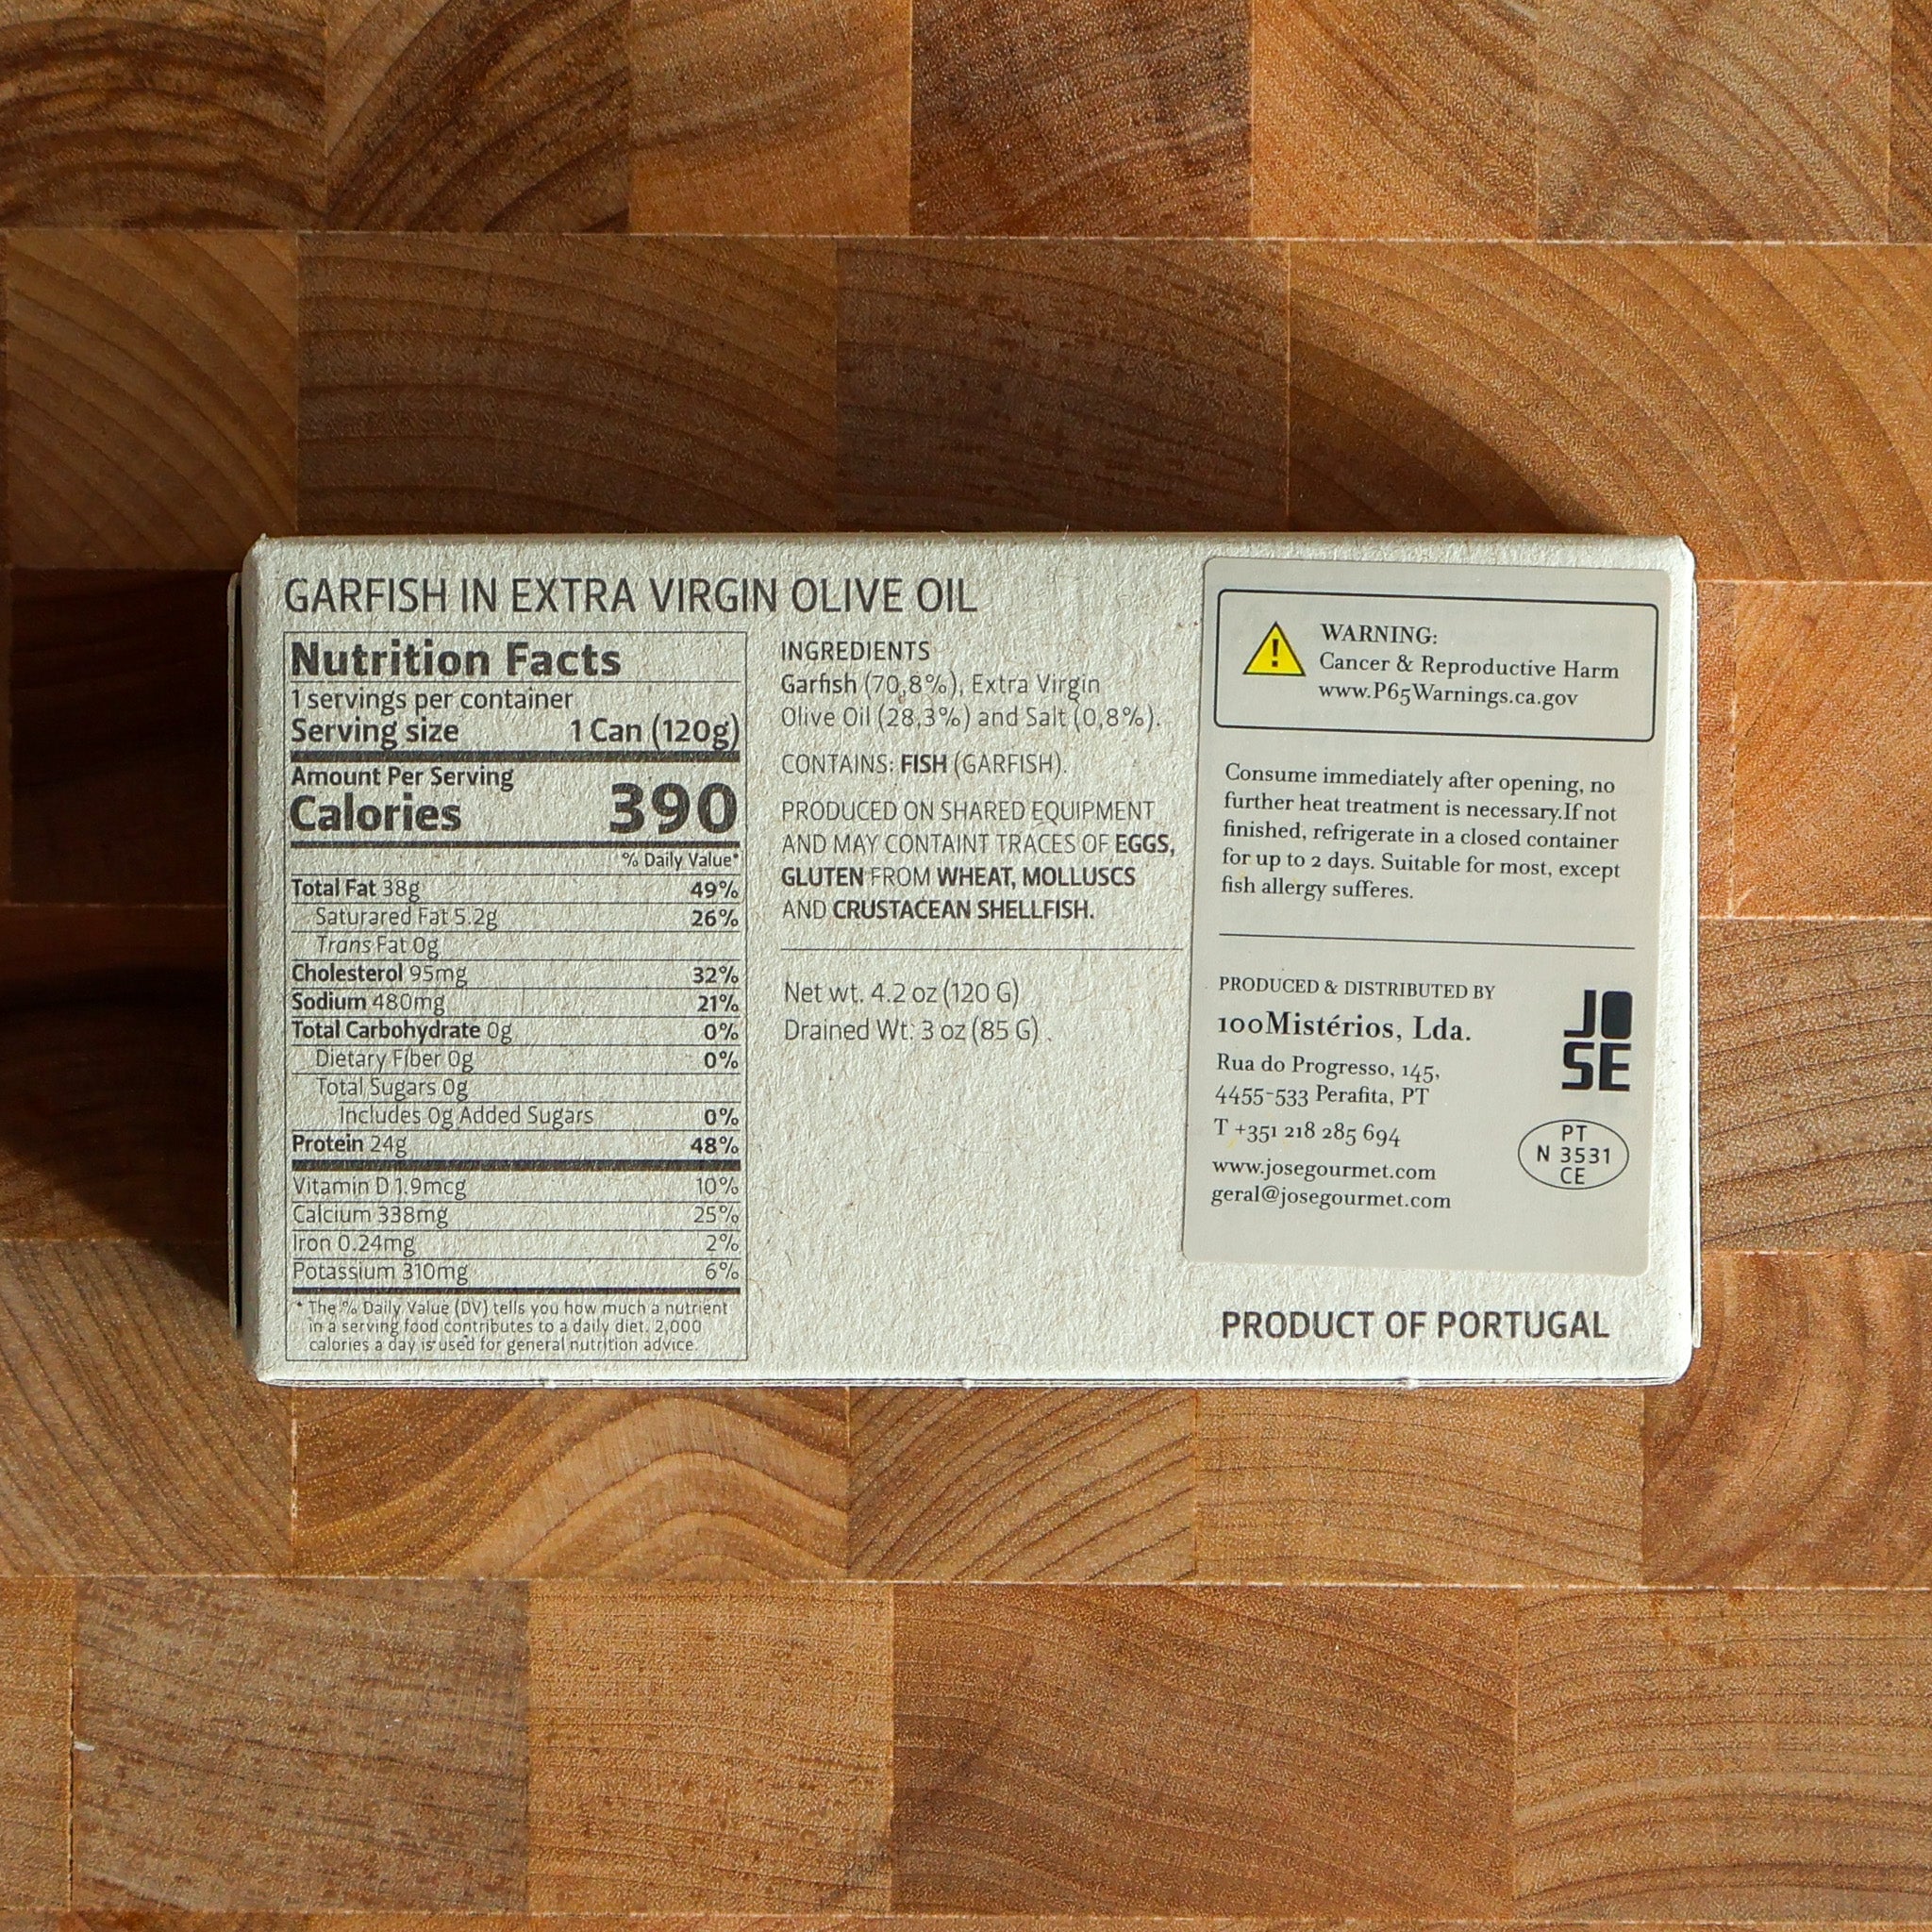 GARFISH IN EXTRA VIRGIN OLIVE OIL
Nutrition Facts
1 servings per container
Serving size 1 Can (120g)
Amount Per Serving
Calories 390
% Daily Value*
Total Fat 38g 49%
Saturared Fat 5.2g 26%
Trans Fat 0g
Cholesterol 95mg 32%
Sodium 480mg 21%
Total Carbohydrate 0g 0%
Dietary Fiber 0g 0%
Total Sugars 0g
Includes 0g Added Sugars 0%
Protein 24g 48%
Vitamin D 1.9mcg 10%
Calcium 338mg 25%
Iron 0.24mg 2%
Potassium 310mg 6%
* The % Daily Value (DV) tells you how much a nutrient
in a serving food contributes to a daily diet. 2,000
calories a day is used for general nutrition advice.
INGREDIENTS
Garfish (70,8%), Extra Virgin
Olive Oil (28,3%) and Salt (0,8%).
CONTAINS: FISH (GARFISH).
PRODUCED ON SHARED EQUIPMENT
AND MAY CONTAINT TRACES OF EGGS,
GLUTEN FROM WHEAT, MOLLUSCS
AND CRUSTACEAN SHELLFISH.
Net wt. 4.2 oz (120 G)
Drained Wt: 3 oz (85 G) .
WARNING:
Cancer & Reproductive Harm
www.P65Warnings.ca.gov
Consume immediately after opening, no
further heat treatment is necessary.If not
finished, refrigerate in a closed container
for up to 2 days. Suitable for most, except
fish allergy sufferes.
PRODUCED & DISTRIBUTED BY
100Mistérios, Lda.
Rua do Progresso, 145,
4455-533 Perafita, PT
T +351 218 285 694
www.josegourmet.com
geral@josegourmet.com
JO
SE
PT
N 3531
CE
PRODUCT OF PORTUGAL